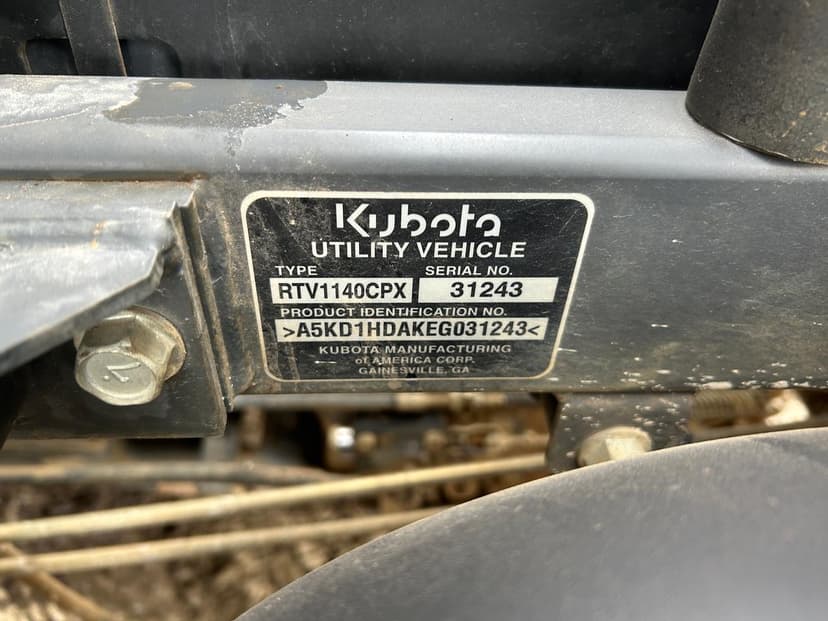 Kubota
UTILITY VEHICLE
TYPE SERIAL NO.
RTV1140CPX 31243
PRODUCT IDENTIFICATION NO.
>A5KD1HDAKEG031243<
KUBOTA MANUFACTURING
of AMERICA CORP.
GAINESVILLE, GA